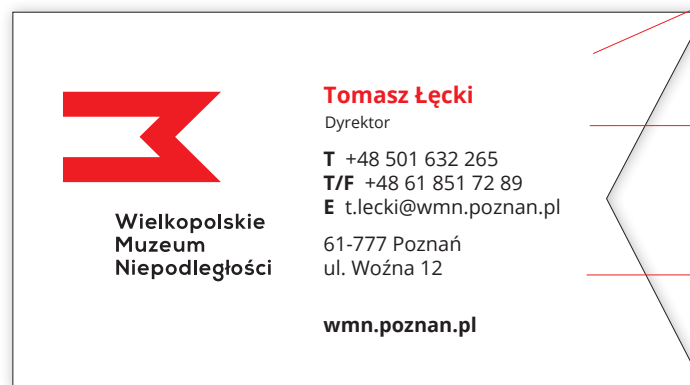 Wielkopolskie
Muzeum
Niepodległości
Tomasz Łęcki
Dyrektor
T +48 501 632 265
T/F +48 61 851 72 89
E t.lecki@wmn.poznan.pl
61-777 Poznań
ul. Woźna 12
wmn.poznan.pl